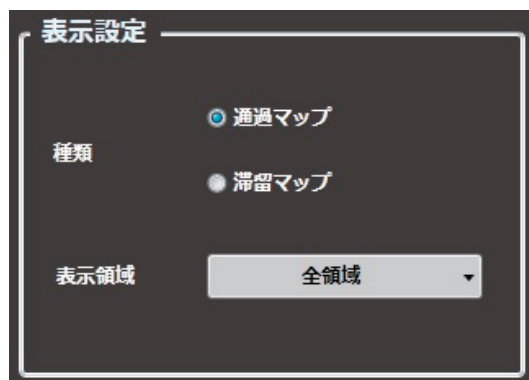 表示設定
種類
通過マップ
滞留マップ
表示領域
全領域